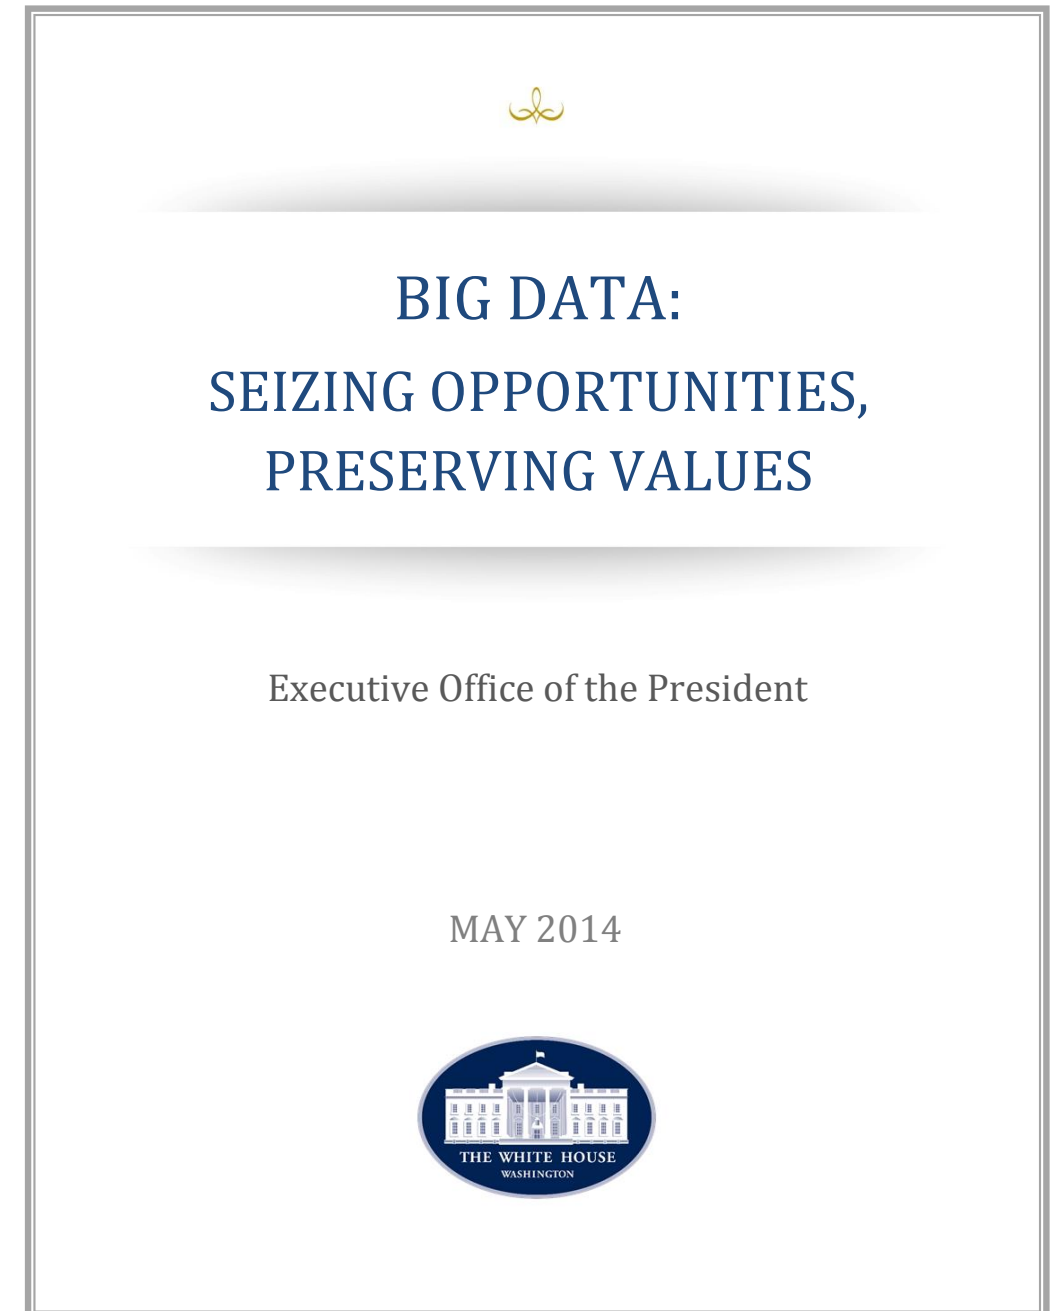 BIG DATA:
SEIZING OPPORTUNITIES,
PRESERVING VALUES
Executive Office of the President
MAY 2014
THE WHITE HOUSE
WASHINGTON